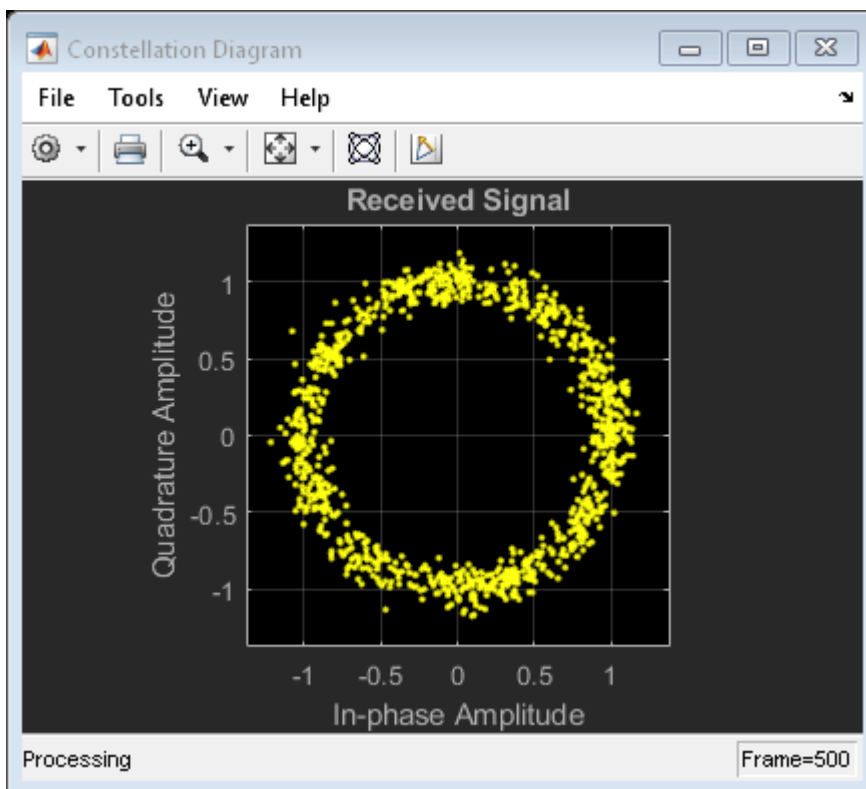 Constellation Diagram
File Tools View Help
Received Signal
Quadrature Amplitude
1
0.5
0
-0.5
-1
-1 -0.5 0 0.5 1
In-phase Amplitude
Processing Frame=500